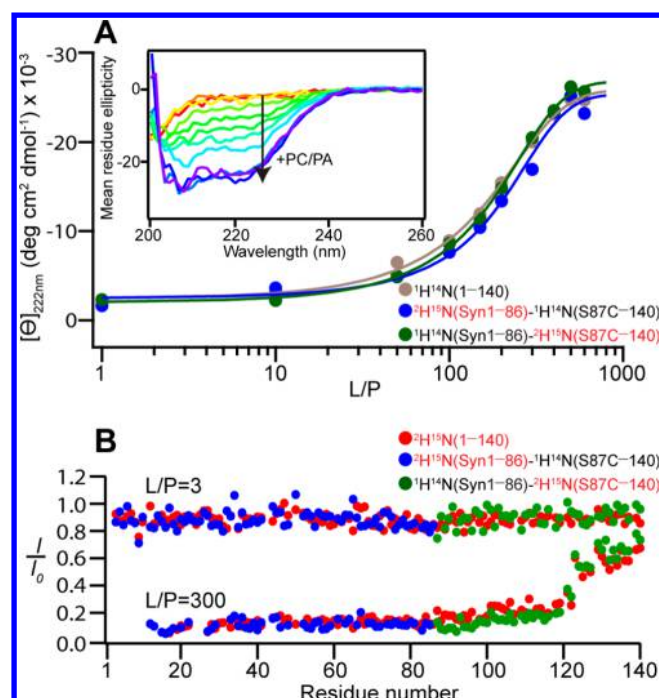 A
[Θ]222nm (deg cm² dmol⁻¹) x 10⁻³
-30
-20
-10
0
Mean residue ellipticity
0
-20
+PC/PA
200 220 240 260
Wavelength (nm)
¹H¹⁴N(1−140)
²H¹⁵N(Syn1−86)-¹H¹⁴N(S87C−140)
¹H¹⁴N(Syn1−86)-²H¹⁵N(S87C−140)
1 10 100 1000
L/P
B
²H¹⁵N(1−140)
²H¹⁵N(Syn1−86)-¹H¹⁴N(S87C−140)
¹H¹⁴N(Syn1−86)-²H¹⁵N(S87C−140)
I/I₀
1.2
1.0
0.8
0.6
0.4
0.2
0.0
L/P=3
L/P=300
1 20 40 60 80 100 120 140
Residue number